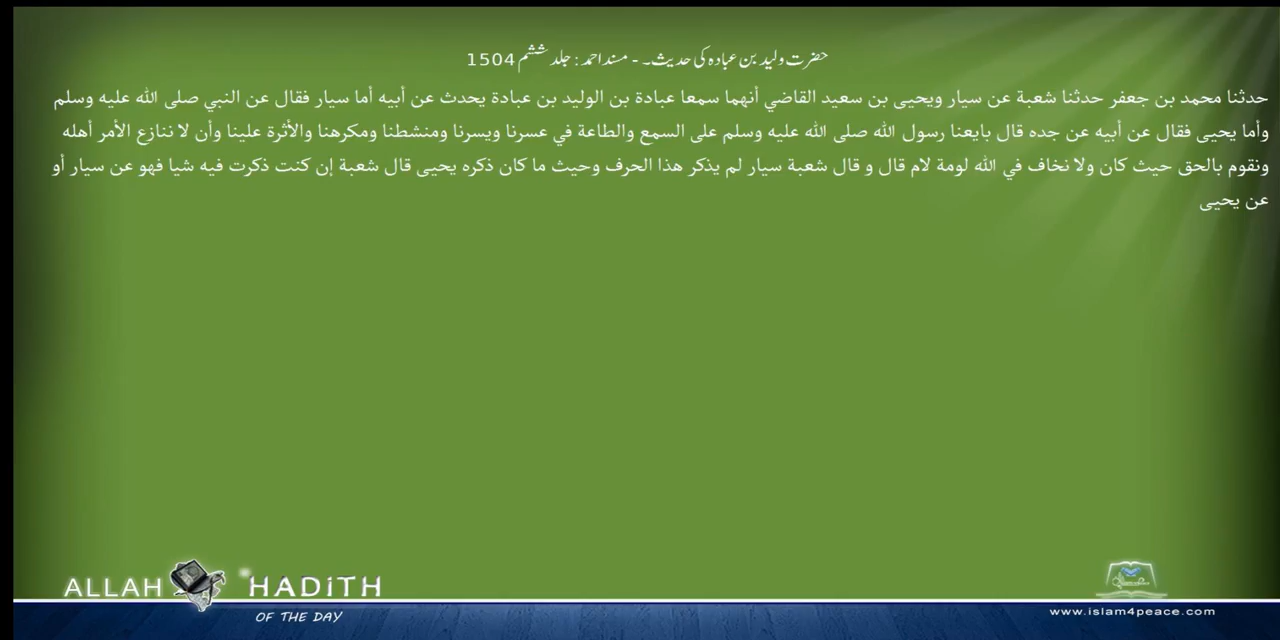 حضرت ولید بن عبادہ کی حدیث۔ - مسند احمد : جلد ششم 1504
حدثنا محمد بن جعفر حدثنا شعبة عن سيار ويحيى بن سعيد القاضي أنهما سمعا عبادة بن الوليد بن عبادة يحدث عن أبيه أما سيار فقال عن النبي صلى الله عليه وسلم
وأما يحيى فقال عن أبيه عن جده قال بايعنا رسول الله صلى الله عليه وسلم على السمع والطاعة في عسرنا ويسرنا ومنشطنا ومكرهنا والأثرة علينا وأن لا ننازع الأمر أهله
ونقوم بالحق حيث كان ولا نخاف في الله لومة لام قال و قال شعبة سيار لم يذكر هذا الحرف وحيث ما كان ذكره يحيى قال شعبة إن كنت ذكرت فيه شيا فهو عن سيار أو
عن يحيى
ALLAH HADITH
OF THE DAY
www.islam4peace.com